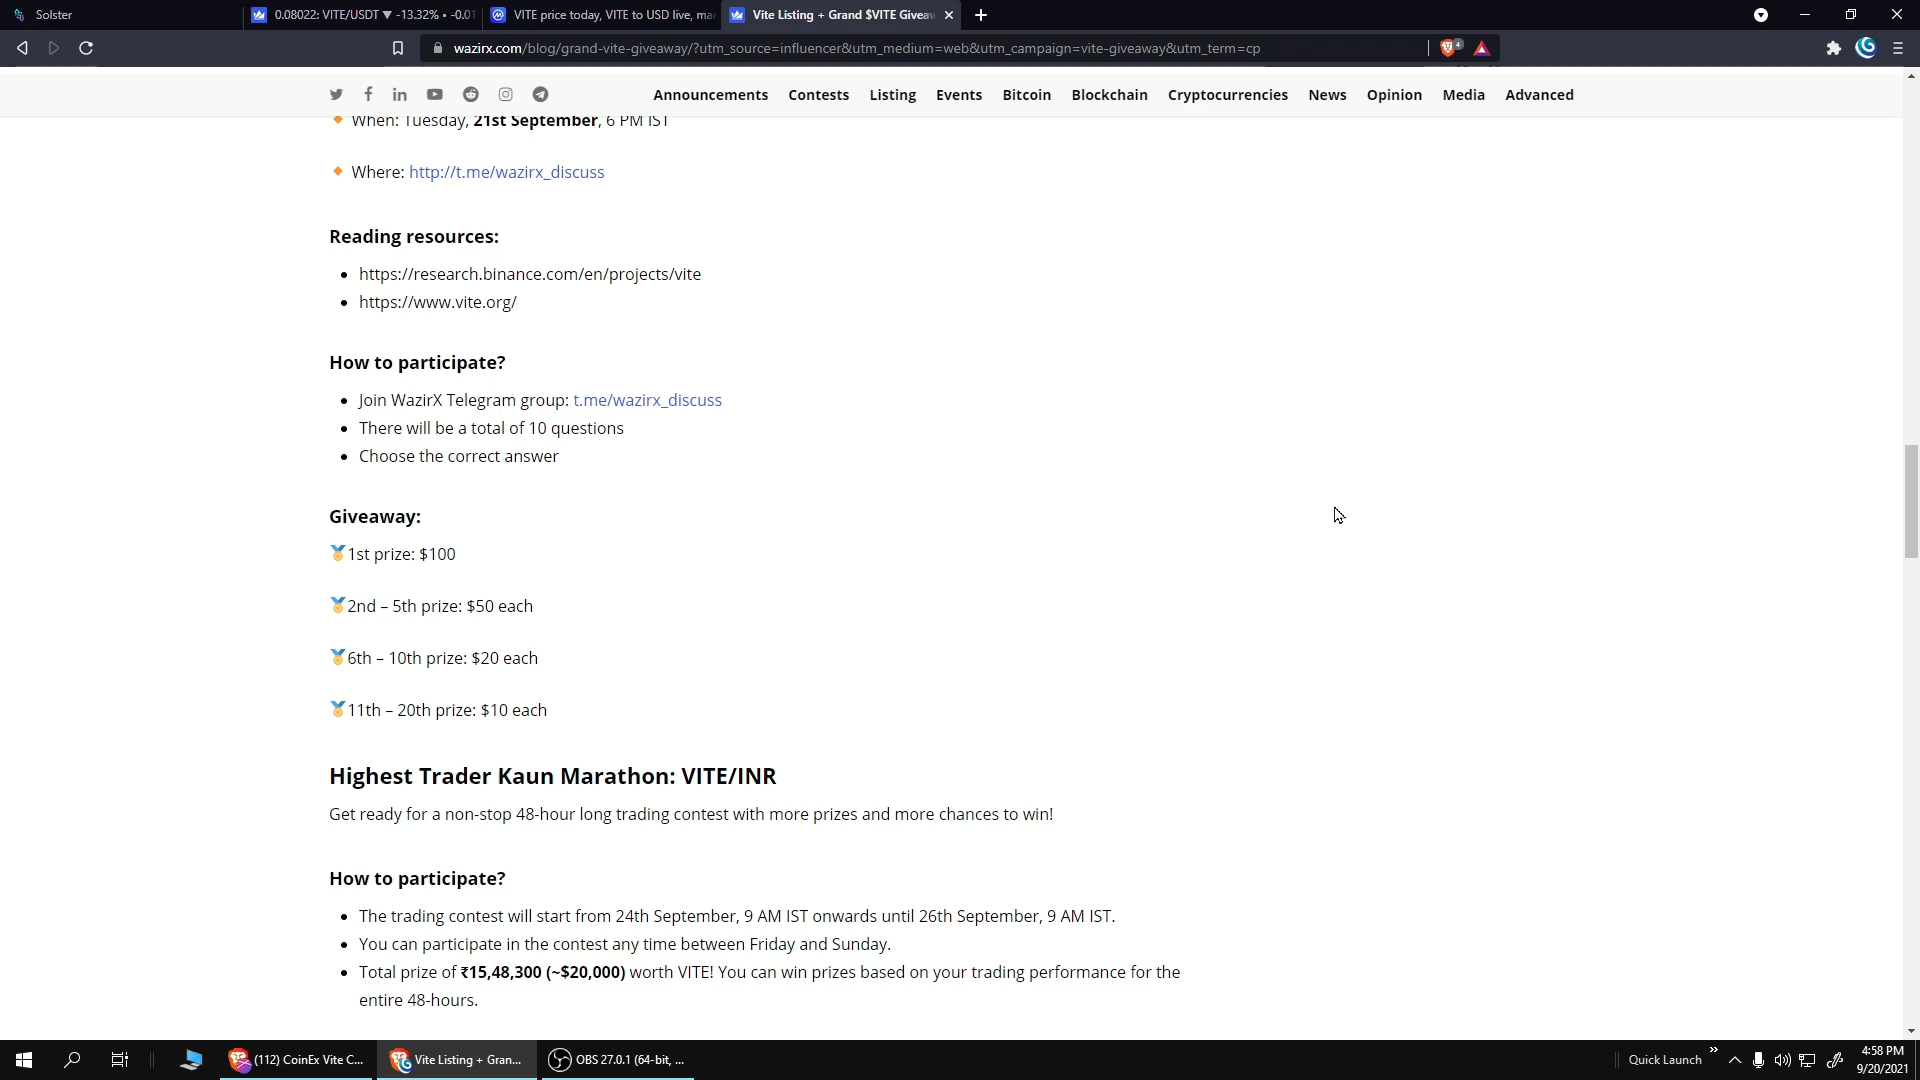 Solster
0.08022: VITE/USDT ▼ -13.32% • -0.01
VITE price today, VITE to USD live, mar
Vite Listing + Grand $VITE Giveaw
wazirx.com/blog/grand-vite-giveaway/?utm_source=influencer&utm_medium=web&utm_campaign=vite-giveaway&utm_term=cp
4
Announcements Contests Listing Events Bitcoin Blockchain Cryptocurrencies News Opinion Media Advanced
🔸 When: Tuesday, 21st September, 6 PM IST
🔸 Where: http://t.me/wazirx_discuss
Reading resources:
• https://research.binance.com/en/projects/vite
• https://www.vite.org/
How to participate?
• Join WazirX Telegram group: t.me/wazirx_discuss
• There will be a total of 10 questions
• Choose the correct answer
Giveaway:
🏅1st prize: $100
🏅2nd – 5th prize: $50 each
🏅6th – 10th prize: $20 each
🏅11th – 20th prize: $10 each
Highest Trader Kaun Marathon: VITE/INR
Get ready for a non-stop 48-hour long trading contest with more prizes and more chances to win!
How to participate?
• The trading contest will start from 24th September, 9 AM IST onwards until 26th September, 9 AM IST.
• You can participate in the contest any time between Friday and Sunday.
• Total prize of ₹15,48,300 (~$20,000) worth VITE! You can win prizes based on your trading performance for the
entire 48-hours.
(112) CoinEx Vite C...
Vite Listing + Gran...
OBS 27.0.1 (64-bit, ...
Quick Launch
4:58 PM
9/20/2021